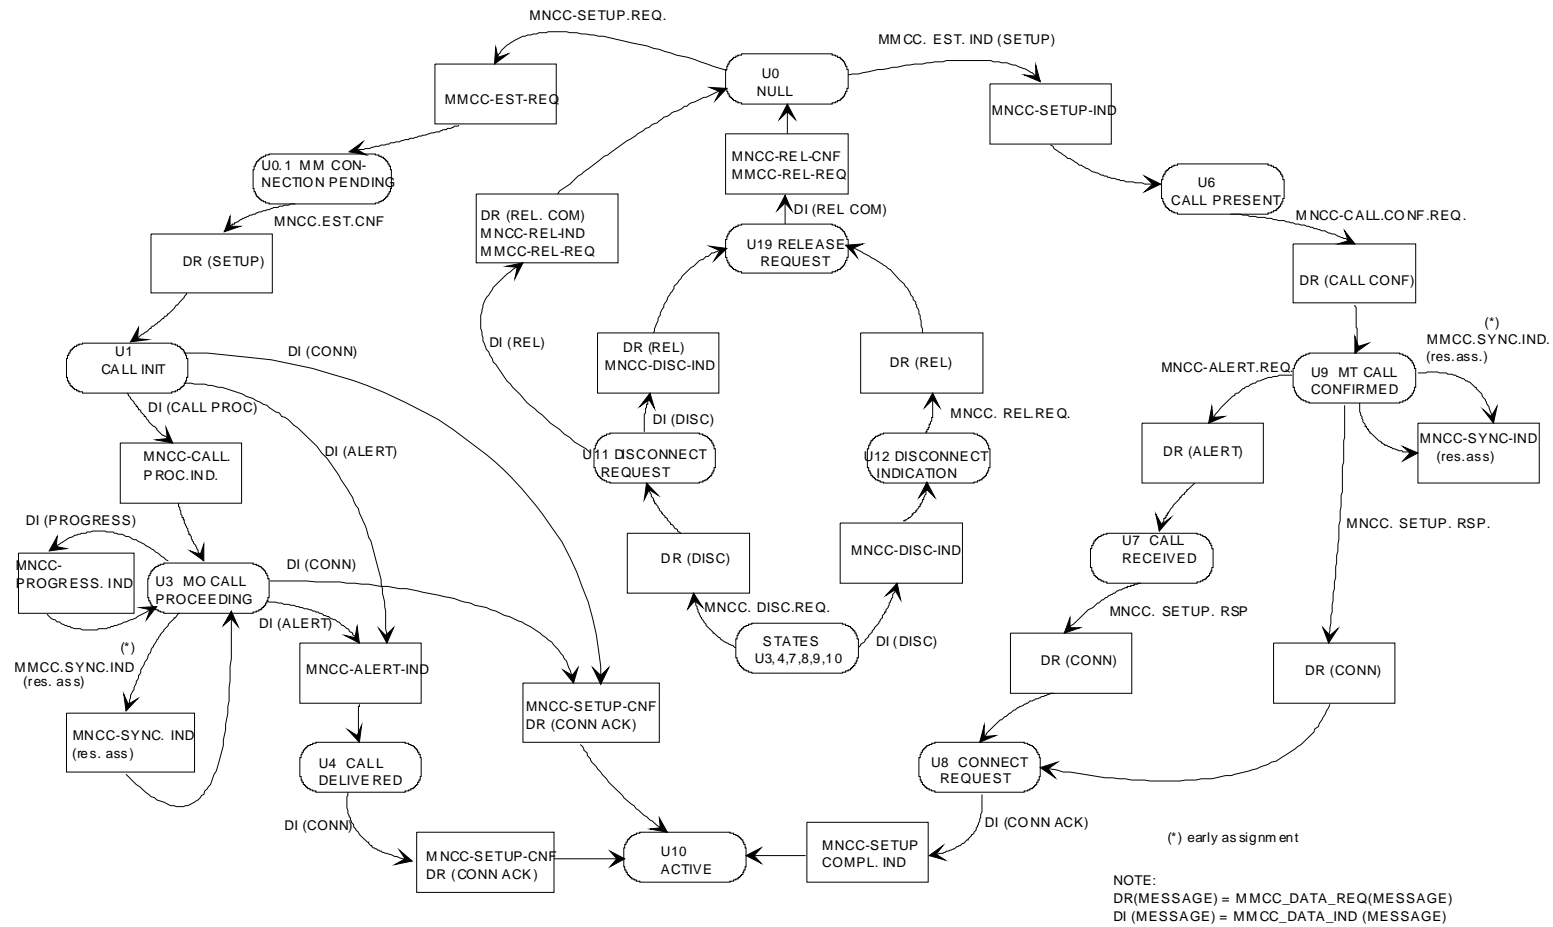 MNCC-SETUP.REQ.
MMCC. EST. IND (SETUP)
U0
NULL
MMCC-EST-REQ
MNCC-SETUP-IND
MNCC-REL-CNF
MMCC-REL-REQ
U0.1 MM CON-
NECTION PENDING
U6
CALL PRESENT
MNCC.EST.CNF
DR (REL. COM)
MNCC-REL-IND
MMCC-REL-REQ
DI (REL COM)
MNCC-CALL.CONF.REQ.
DR (SETUP)
U19 RELEASE
REQUEST
DR (CALL CONF)
(*)
MMCC.SYNC.IND.
(res.ass.)
U1
CALL INIT
DI (CONN)
DI (REL)
DR (REL)
MNCC-DISC-IND
DR (REL)
MNCC-ALERT.REQ.
U9 MT CALL
CONFIRMED
DI (CALL PROC)
DI (DISC)
MNCC. REL.REQ.
MNCC-CALL.
PROC.IND.
DI (ALERT)
U11 DISCONNECT
REQUEST
U12 DISCONNECT
INDICATION
DR (ALERT)
MNCC-SYNC-IND
(res.ass)
DI (PROGRESS)
MNCC. SETUP. RSP.
MNCC-
PROGRESS. IND
U3 MO CALL
PROCEEDING
DI (CONN)
DR (DISC)
MNCC-DISC-IND
U7 CALL
RECEIVED
DI (ALERT)
MNCC. DISC.REQ.
DI (DISC)
MNCC. SETUP. RSP
(*)
MMCC.SYNC.IND
(res. ass)
MNCC-ALERT-IND
STATES
U3,4,7,8,9,10
DR (CONN)
DR (CONN)
MNCC-SYNC. IND
(res. ass)
MNCC-SETUP-CNF
DR (CONN ACK)
U4 CALL
DELIVERED
U8 CONNECT
REQUEST
DI (CONN)
DI (CONN ACK)
MNCC-SETUP-CNF
DR (CONN ACK)
U10
ACTIVE
MNCC-SETUP
COMPL. IND
(*) early assignment
NOTE:
DR(MESSAGE) = MMCC_DATA_REQ(MESSAGE)
DI (MESSAGE) = MMCC_DATA_IND (MESSAGE)